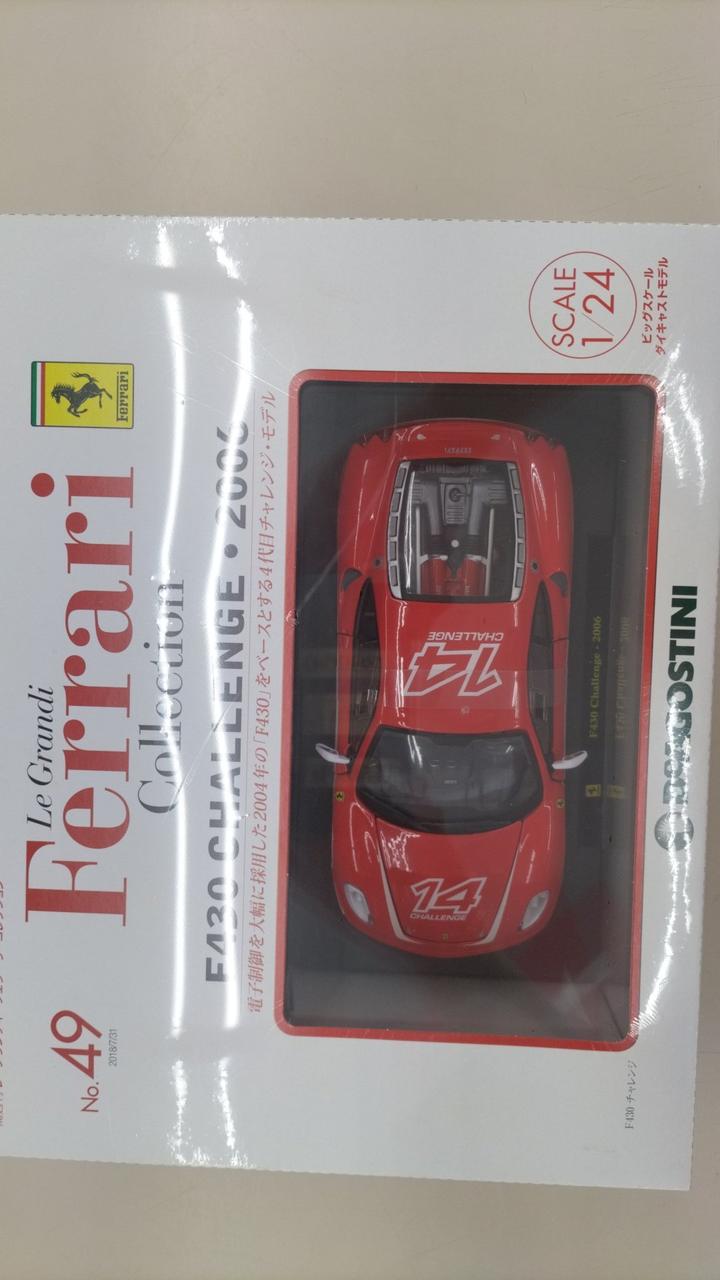 No.49
2018/7/31
Le Grandi
Ferrari
Collection
Ferrari
F430 CHALLENGE・2006
電子制御を大幅に採用した2004年の「F430」をベースとする4代目チャレンジ・モデル
SCALE
1/24
ビッグスケール
ダイキャストモデル
14
CHALLENGE
14
CHALLENGE
F430 Challenge - 2006
F430 チャレンジ
DeAGOSTINI